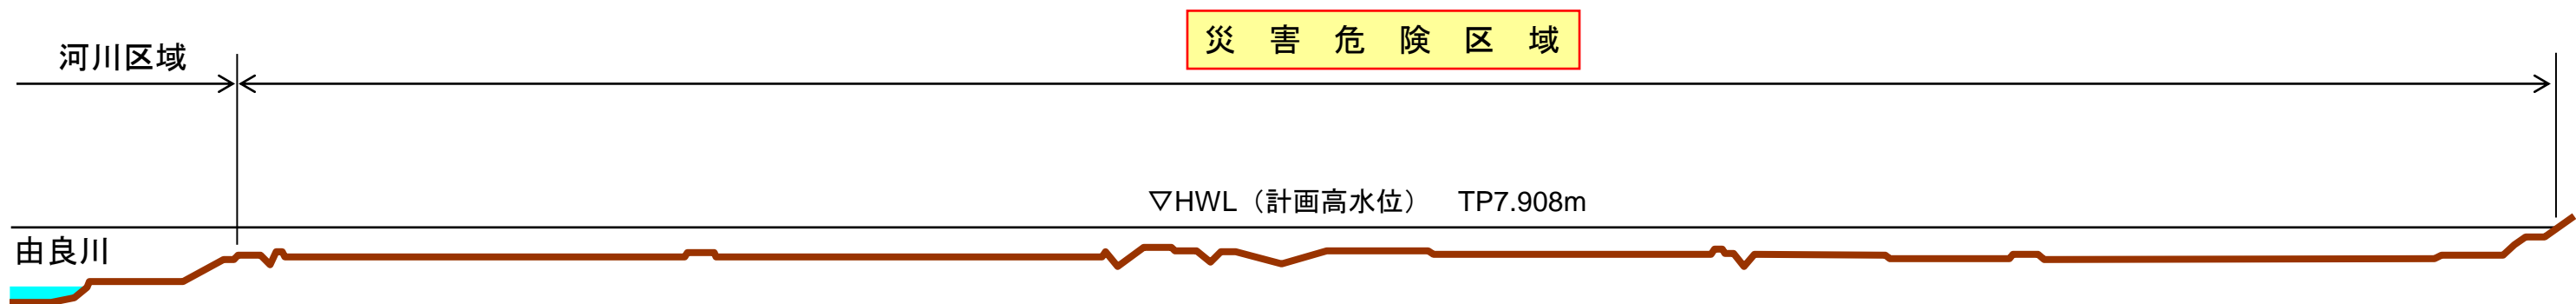 災 害 危 険 区 域
河川区域
▽HWL（計画高水位） TP7.908m
由良川